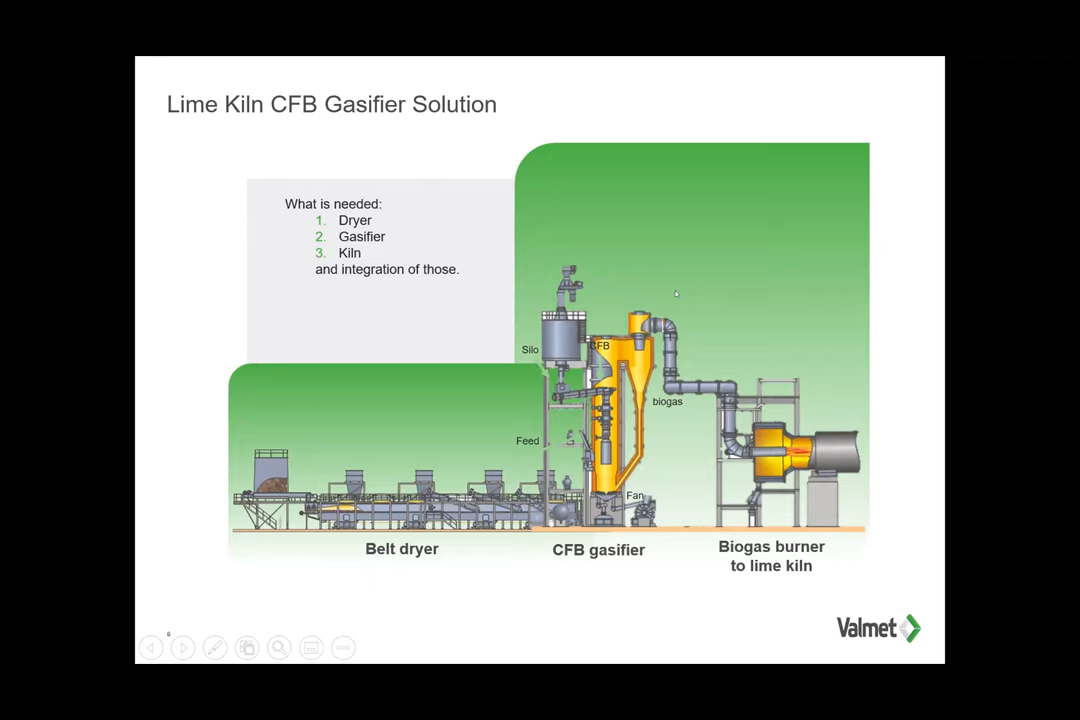 Lime Kiln CFB Gasifier Solution
What is needed:
1. Dryer
2. Gasifier
3. Kiln
and integration of those.
Silo
CFB
biogas
Feed
Fan
Belt dryer
CFB gasifier
Biogas burner
to lime kiln
6
Valmet